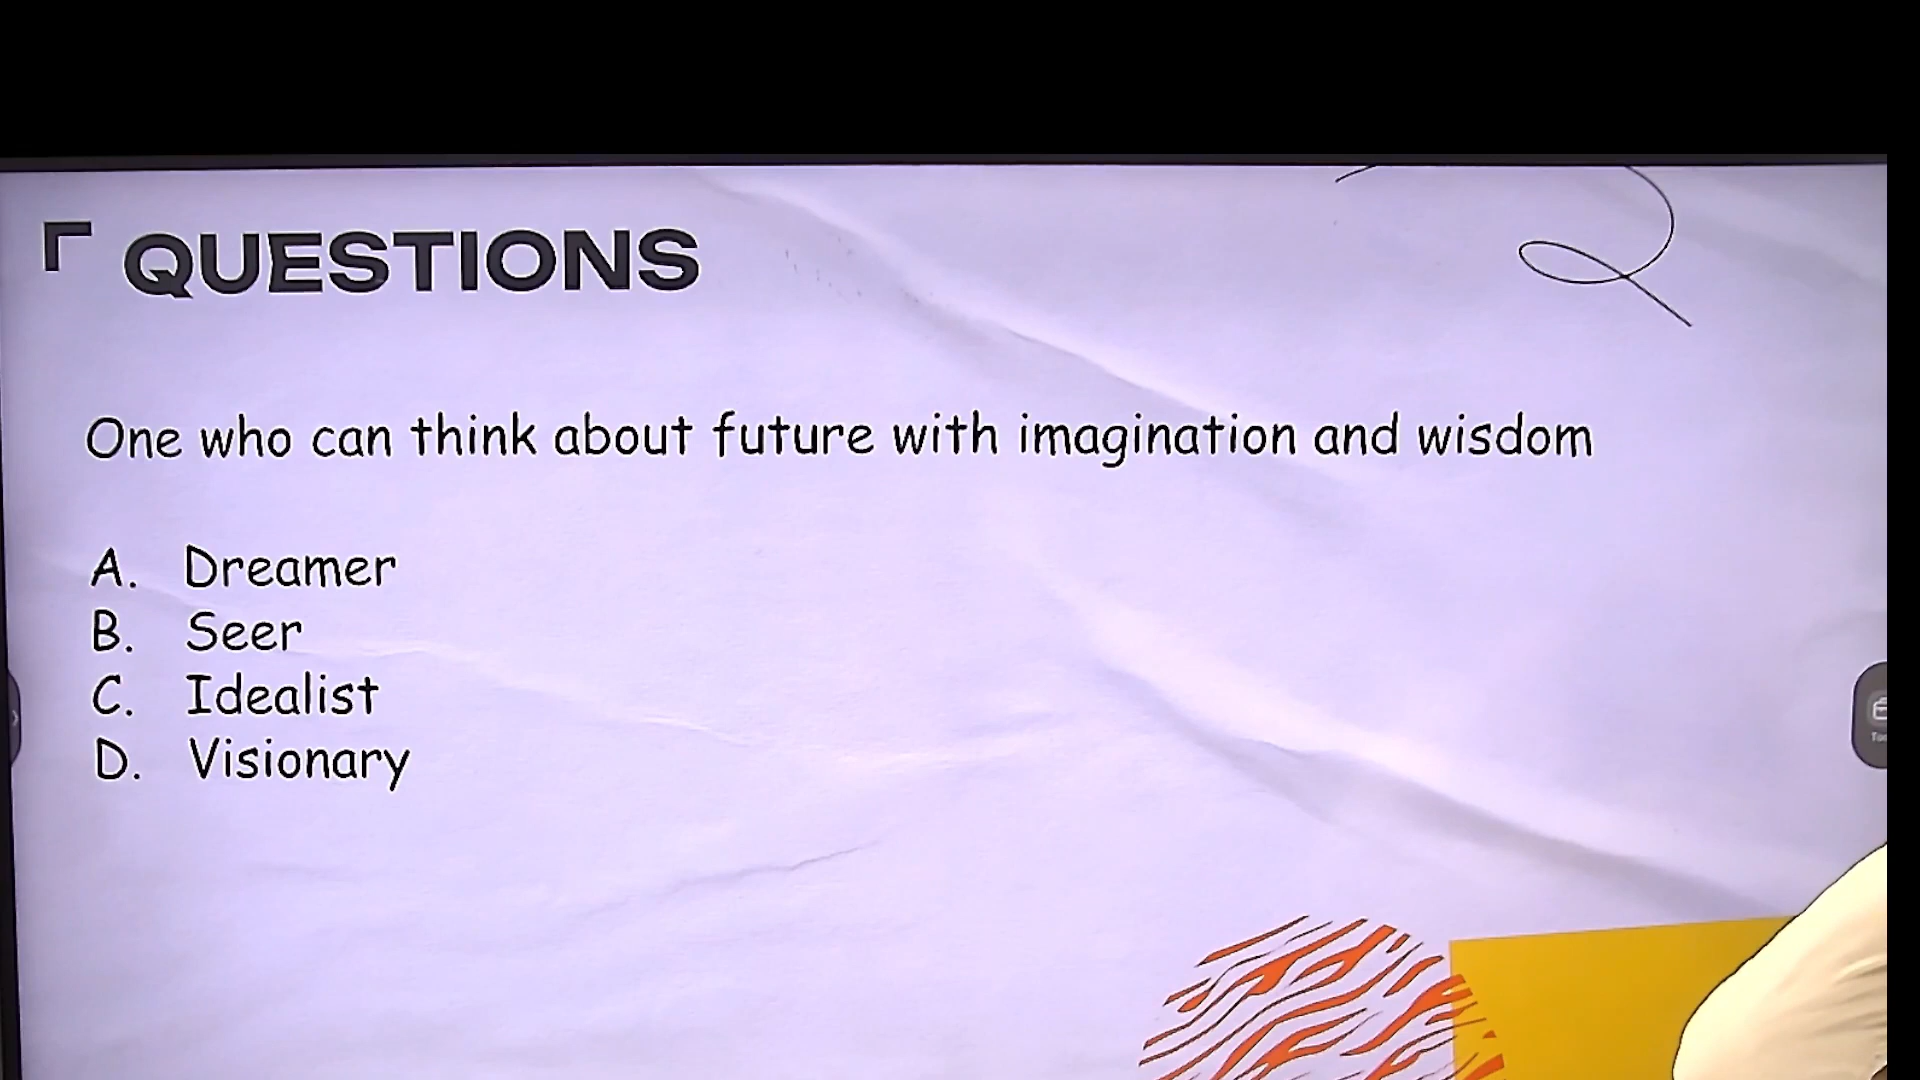 QUESTIONS
One who can think about future with imagination and wisdom
A. Dreamer
B. Seer
C. Idealist
D. Visionary